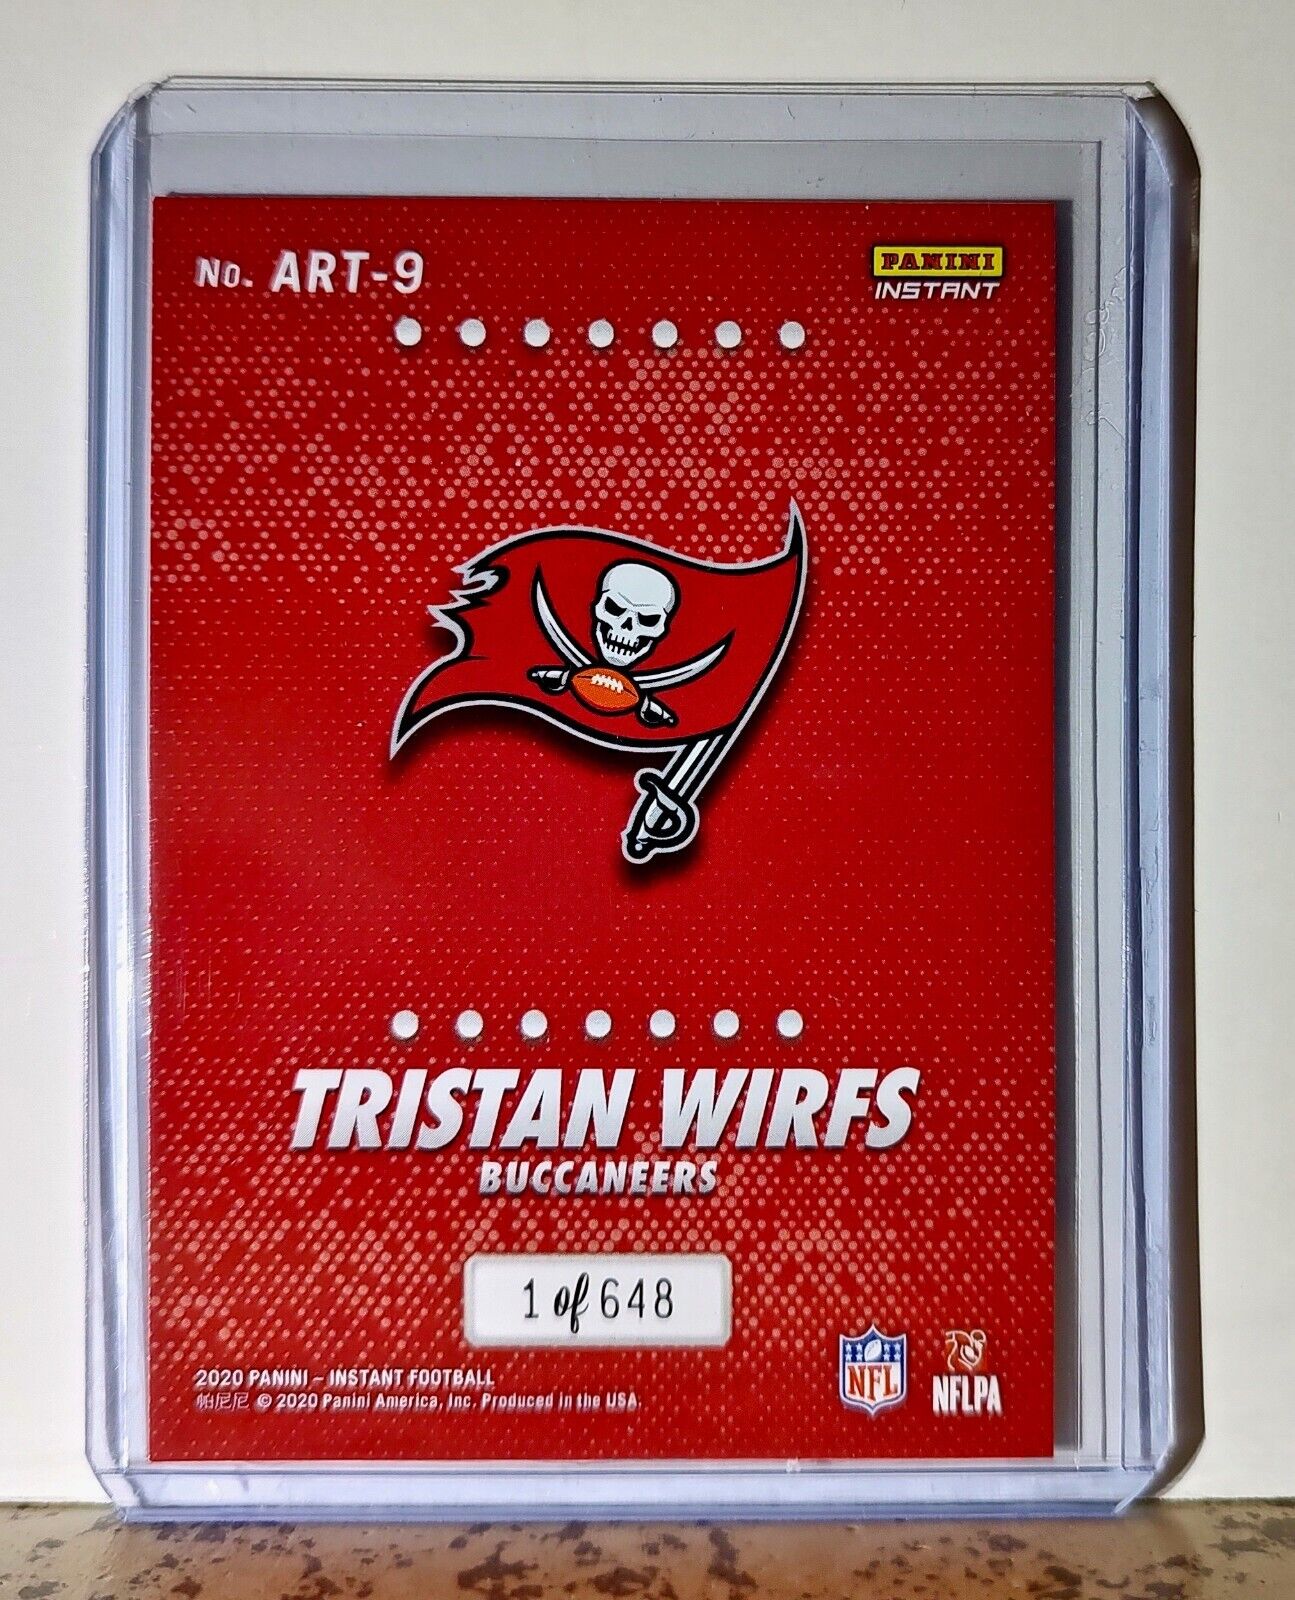 No. ART-9
PANINI
INSTANT
TRISTAN WIRFS
BUCCANEERS
1 of 648
2020 PANINI – INSTANT FOOTBALL
帕尼尼 © 2020 Panini America, Inc. Produced in the USA.
NFL
NFLPA